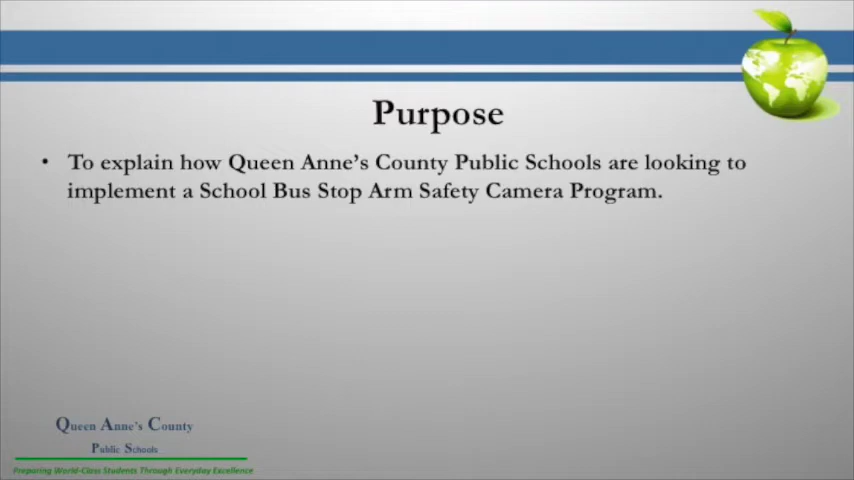 Purpose
• To explain how Queen Anne's County Public Schools are looking to
implement a School Bus Stop Arm Safety Camera Program.
Queen Anne's County
Public Schools
Preparing World-Class Students Through Everyday Excellence